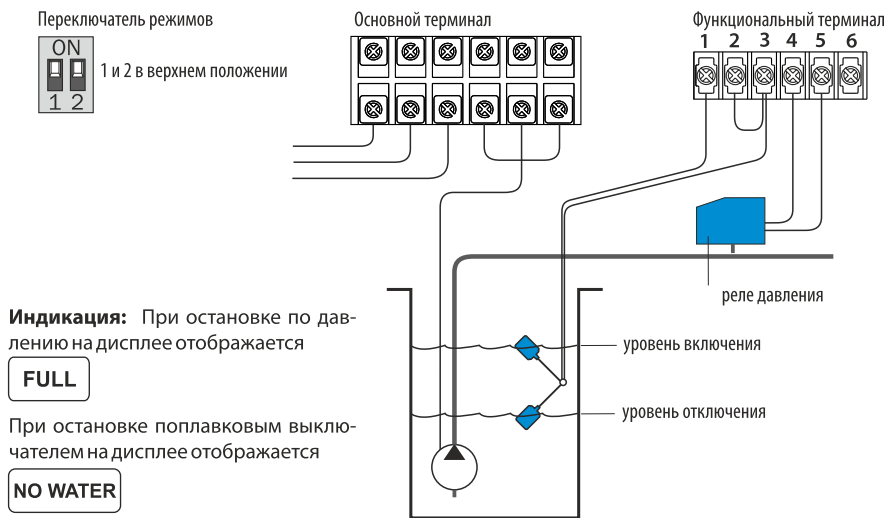 Переключатель режимов
ON
1 2
1 и 2 в верхнем положении
Основной терминал
Функциональный терминал
1 2 3 4 5 6
реле давления
уровень включения
уровень отключения
Индикация: При остановке по дав-
лению на дисплее отображается
FULL
При остановке поплавковым выклю-
чателем на дисплее отображается
NO WATER